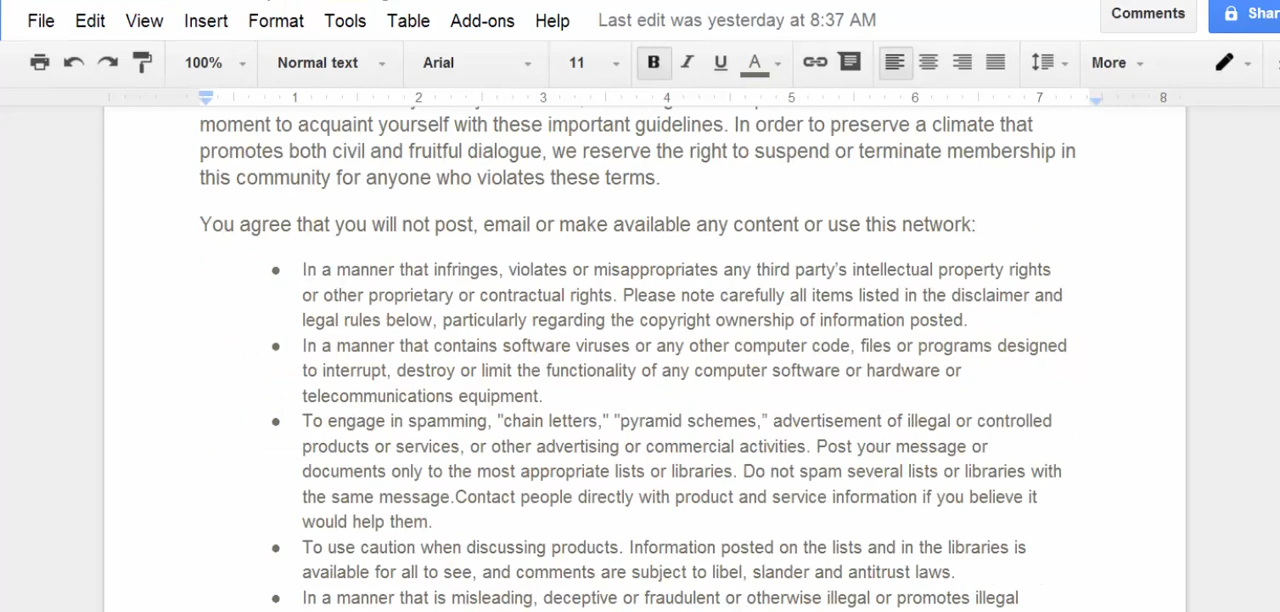 File Edit View Insert Format Tools Table Add-ons Help Last edit was yesterday at 8:37 AM Comments
100% Normal text Arial 11 B I U A More
1 2 3 4 5 6 7 8
moment to acquaint yourself with these important guidelines. In order to preserve a climate that
promotes both civil and fruitful dialogue, we reserve the right to suspend or terminate membership in
this community for anyone who violates these terms.
You agree that you will not post, email or make available any content or use this network:
● In a manner that infringes, violates or misappropriates any third party’s intellectual property rights
or other proprietary or contractual rights. Please note carefully all items listed in the disclaimer and
legal rules below, particularly regarding the copyright ownership of information posted.
● In a manner that contains software viruses or any other computer code, files or programs designed
to interrupt, destroy or limit the functionality of any computer software or hardware or
telecommunications equipment.
● To engage in spamming, "chain letters," "pyramid schemes,” advertisement of illegal or controlled
products or services, or other advertising or commercial activities. Post your message or
documents only to the most appropriate lists or libraries. Do not spam several lists or libraries with
the same message.Contact people directly with product and service information if you believe it
would help them.
● To use caution when discussing products. Information posted on the lists and in the libraries is
available for all to see, and comments are subject to libel, slander and antitrust laws.
● In a manner that is misleading, deceptive or fraudulent or otherwise illegal or promotes illegal